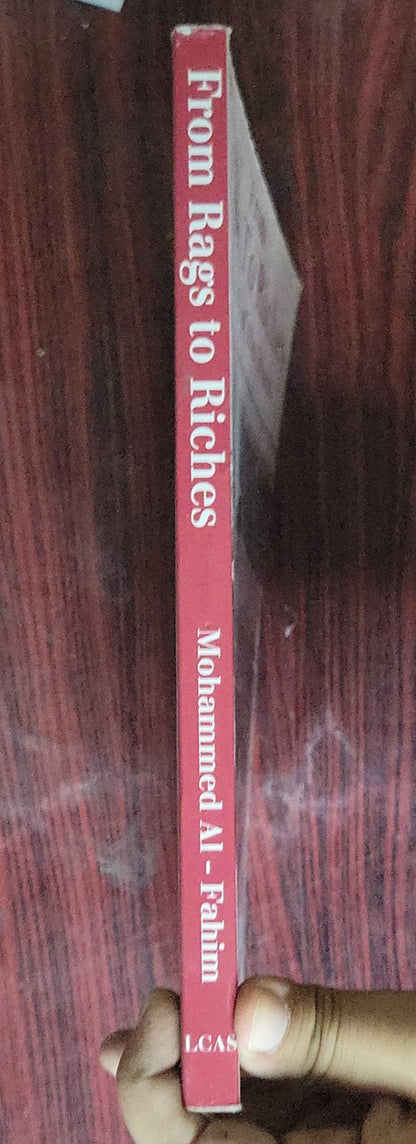 From Rags to Riches
Mohammed Al - Fahim
LCAS